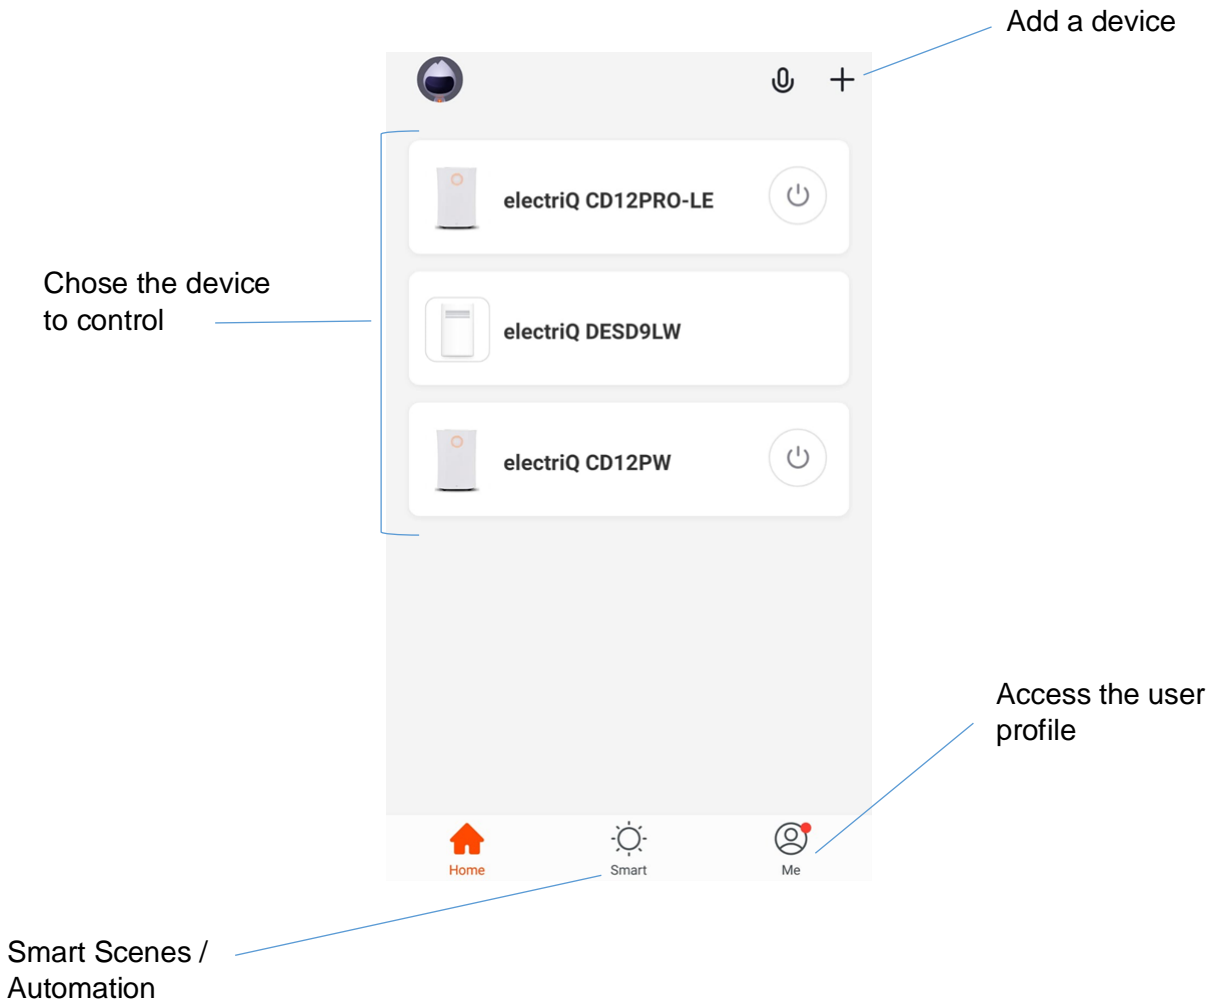 Add a device
electriQ CD12PRO-LE
Chose the device
to control
electriQ DESD9LW
electriQ CD12PW
Access the user
profile
Home
Smart
Me
Smart Scenes /
Automation